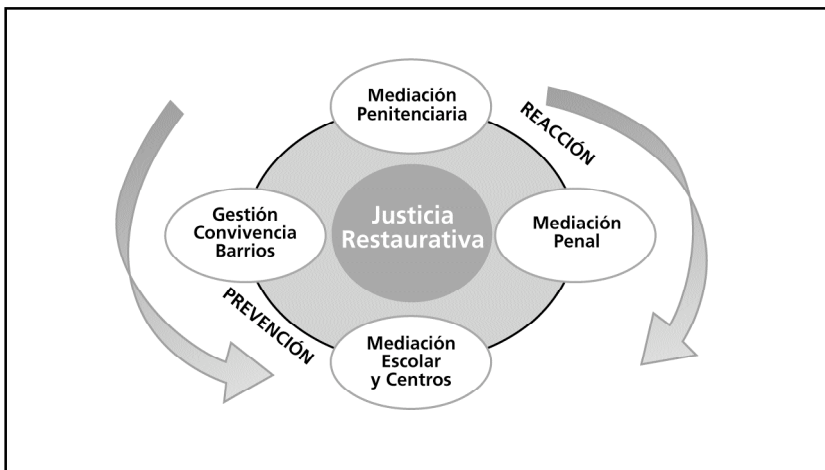 Mediación
Penitenciaria
REACCIÓN
Gestión
Convivencia
Barrios
Justicia
Restaurativa
Mediación
Penal
PREVENCIÓN
Mediación
Escolar
y Centros